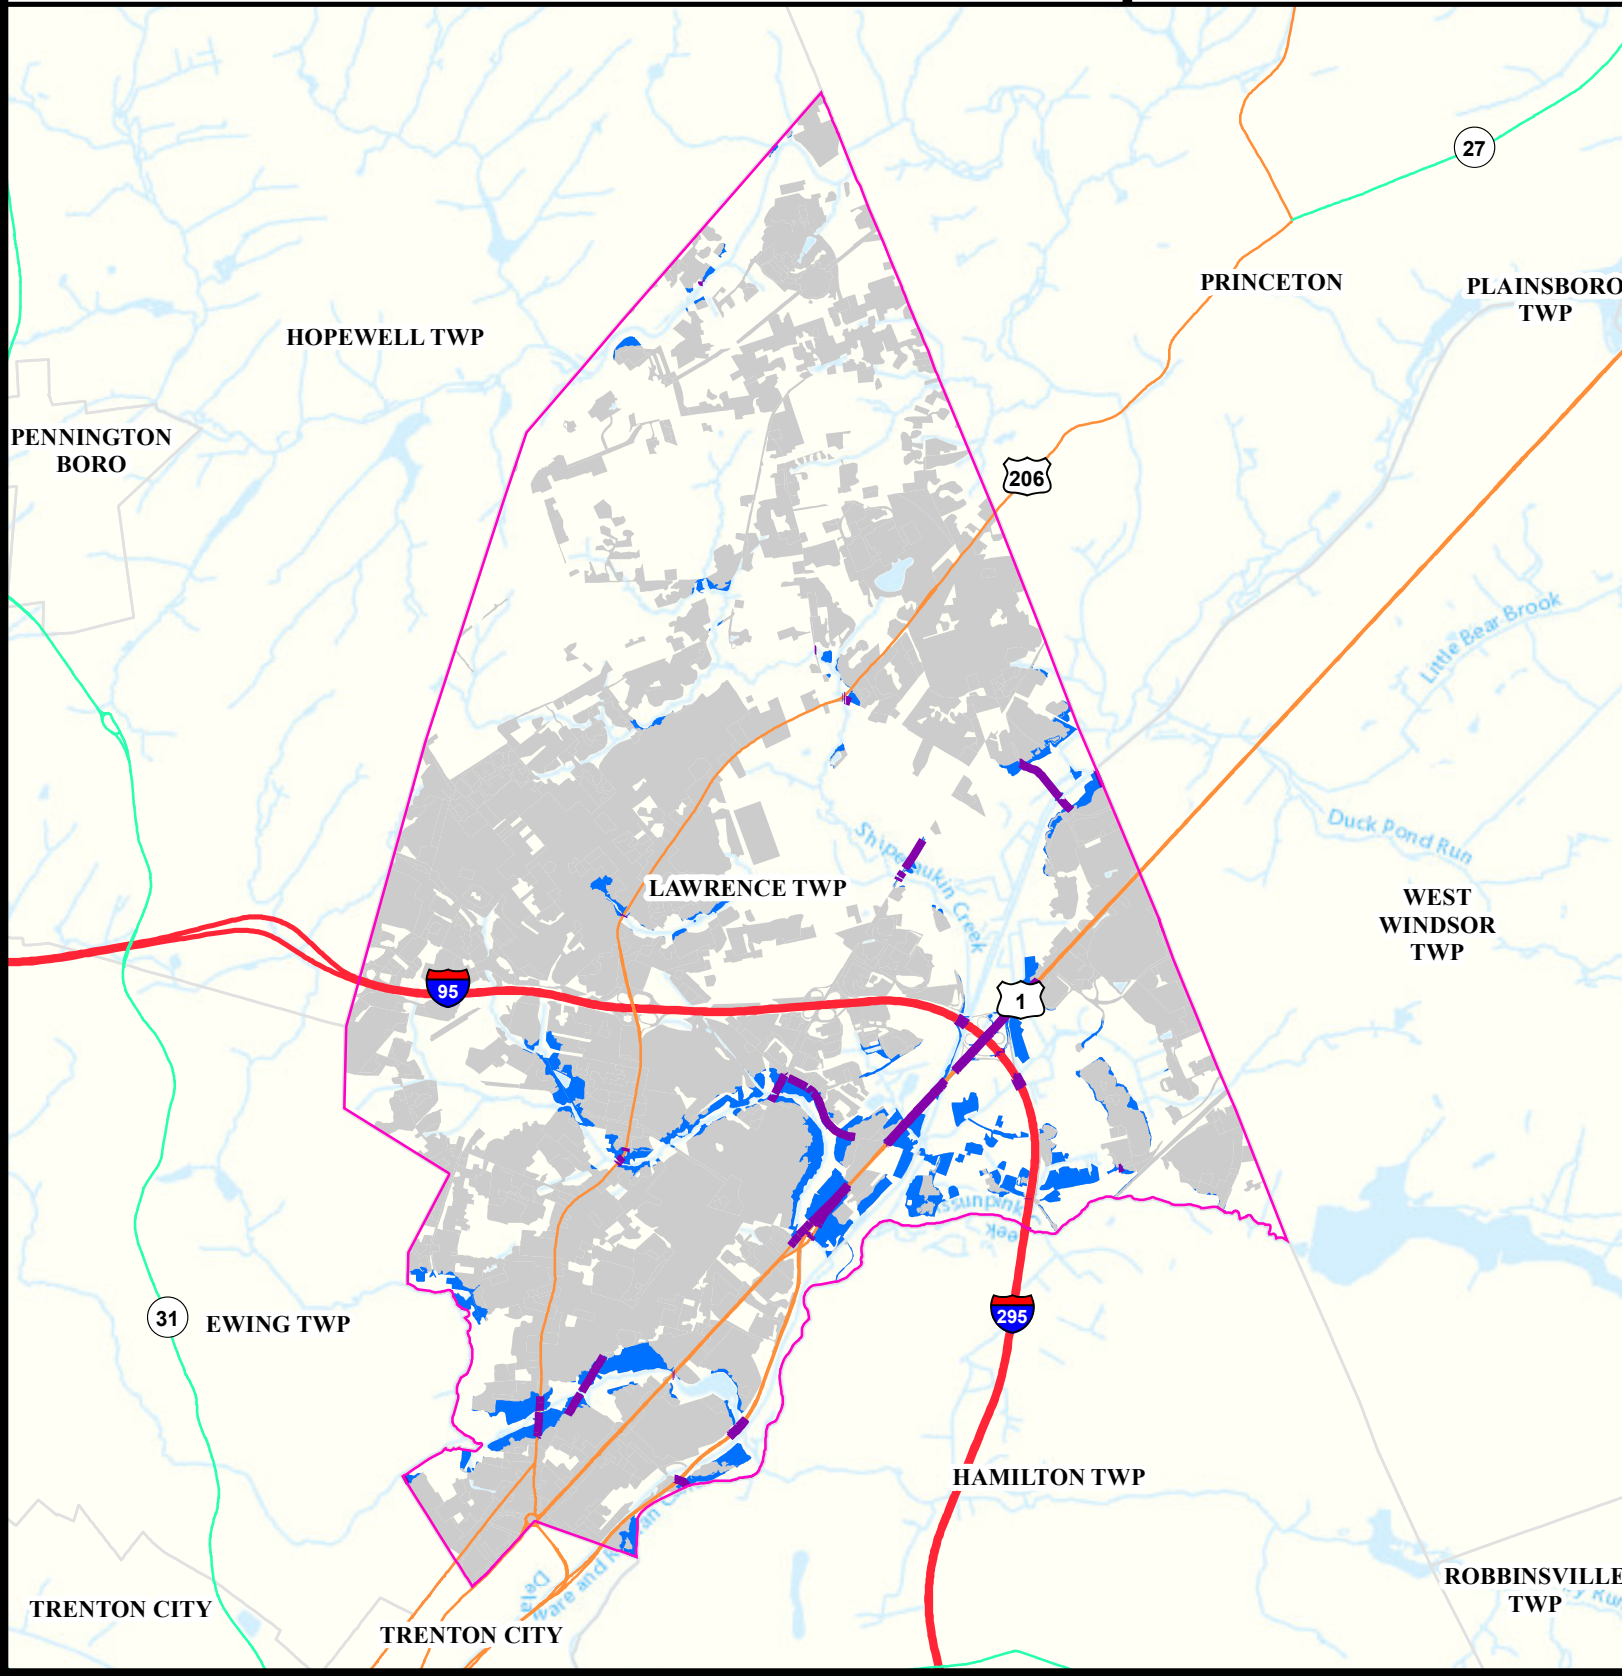 27
PRINCETON
PLAINSBORO
TWP
HOPEWELL TWP
PENNINGTON
BORO
206
Little Bear Brook
Duck Pond Run
Creek
LAWRENCE TWP
WEST
WINDSOR
TWP
95
1
31
EWING TWP
295
HAMILTON TWP
ROBBINSVILLE
TWP
TRENTON CITY
TRENTON CITY